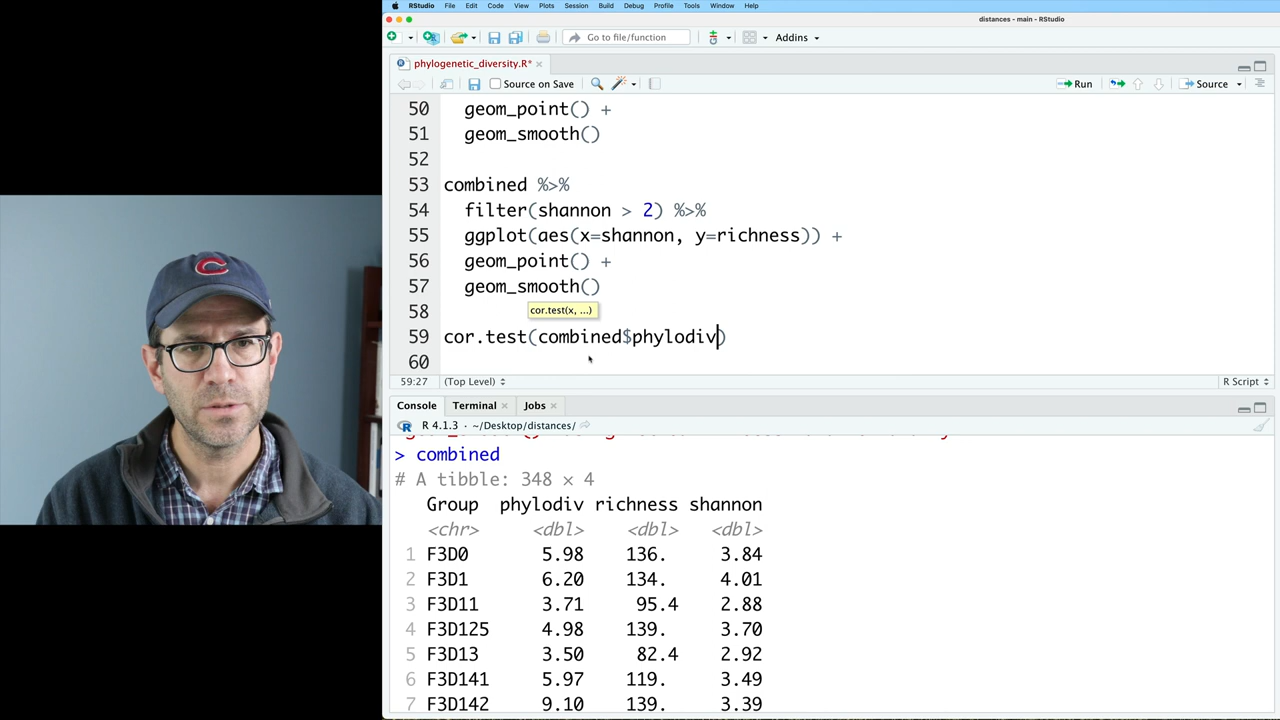 RStudio File Edit Code View Plots Session Build Debug Profile Tools Window Help
distances - main - RStudio
Go to file/function Addins
phylogenetic_diversity.R*
Source on Save Run Source
50 geom_point() +
51 geom_smooth()
52
53 combined %>%
54 filter(shannon > 2) %>%
55 ggplot(aes(x=shannon, y=richness)) +
56 geom_point() +
57 geom_smooth()
58
cor.test(x, ...)
59 cor.test(combined$phylodiv)
60
59:27 (Top Level) R Script
Console Terminal Jobs
R 4.1.3 · ~/Desktop/distances/
> combined
# A tibble: 348 × 4
Group phylodiv richness shannon
<chr> <dbl> <dbl> <dbl>
1 F3D0 5.98 136. 3.84
2 F3D1 6.20 134. 4.01
3 F3D11 3.71 95.4 2.88
4 F3D125 4.98 139. 3.70
5 F3D13 3.50 82.4 2.92
6 F3D141 5.97 119. 3.49
7 F3D142 9.10 139. 3.39